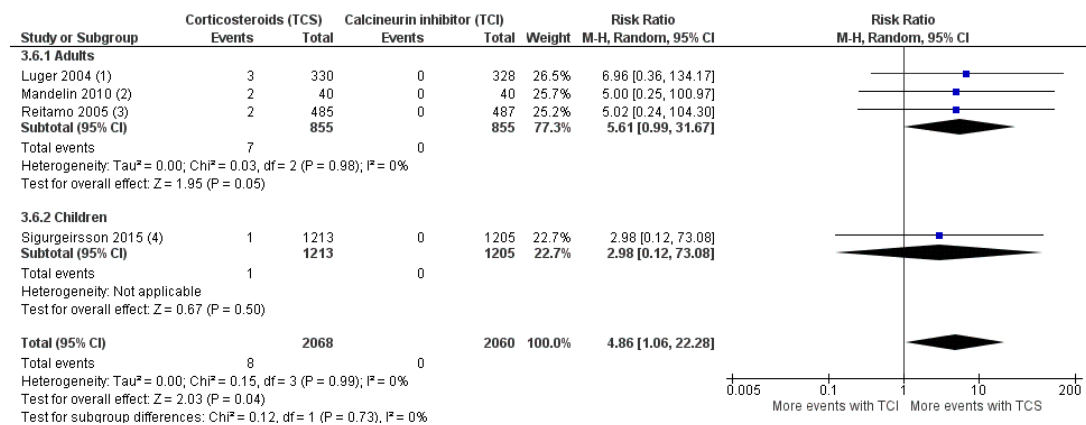 Corticosteroids (TCS) Calcineurin inhibitor (TCI) Risk Ratio Risk Ratio
Study or Subgroup Events Total Events Total Weight M-H, Random, 95% CI M-H, Random, 95% CI
3.6.1 Adults
Luger 2004 (1) 3 330 0 328 26.5% 6.96 [0.36, 134.17]
Mandelin 2010 (2) 2 40 0 40 25.7% 5.00 [0.25, 100.97]
Reitamo 2005 (3) 2 485 0 487 25.2% 5.02 [0.24, 104.30]
Subtotal (95% CI) 855 855 77.3% 5.61 [0.99, 31.67]
Total events 7 0
Heterogeneity: Tau² = 0.00; Chi² = 0.03, df = 2 (P = 0.98); I² = 0%
Test for overall effect: Z = 1.95 (P = 0.05)
3.6.2 Children
Sigurgeirsson 2015 (4) 1 1213 0 1205 22.7% 2.98 [0.12, 73.08]
Subtotal (95% CI) 1213 1205 22.7% 2.98 [0.12, 73.08]
Total events 1 0
Heterogeneity: Not applicable
Test for overall effect: Z = 0.67 (P = 0.50)
Total (95% CI) 2068 2060 100.0% 4.86 [1.06, 22.28]
Total events 8 0
Heterogeneity: Tau² = 0.00; Chi² = 0.15, df = 3 (P = 0.99); I² = 0%
Test for overall effect: Z = 2.03 (P = 0.04)
Test for subgroup differences: Chi² = 0.12, df = 1 (P = 0.73), I² = 0%
0.005 0.1 1 10 200
More events with TCI More events with TCS